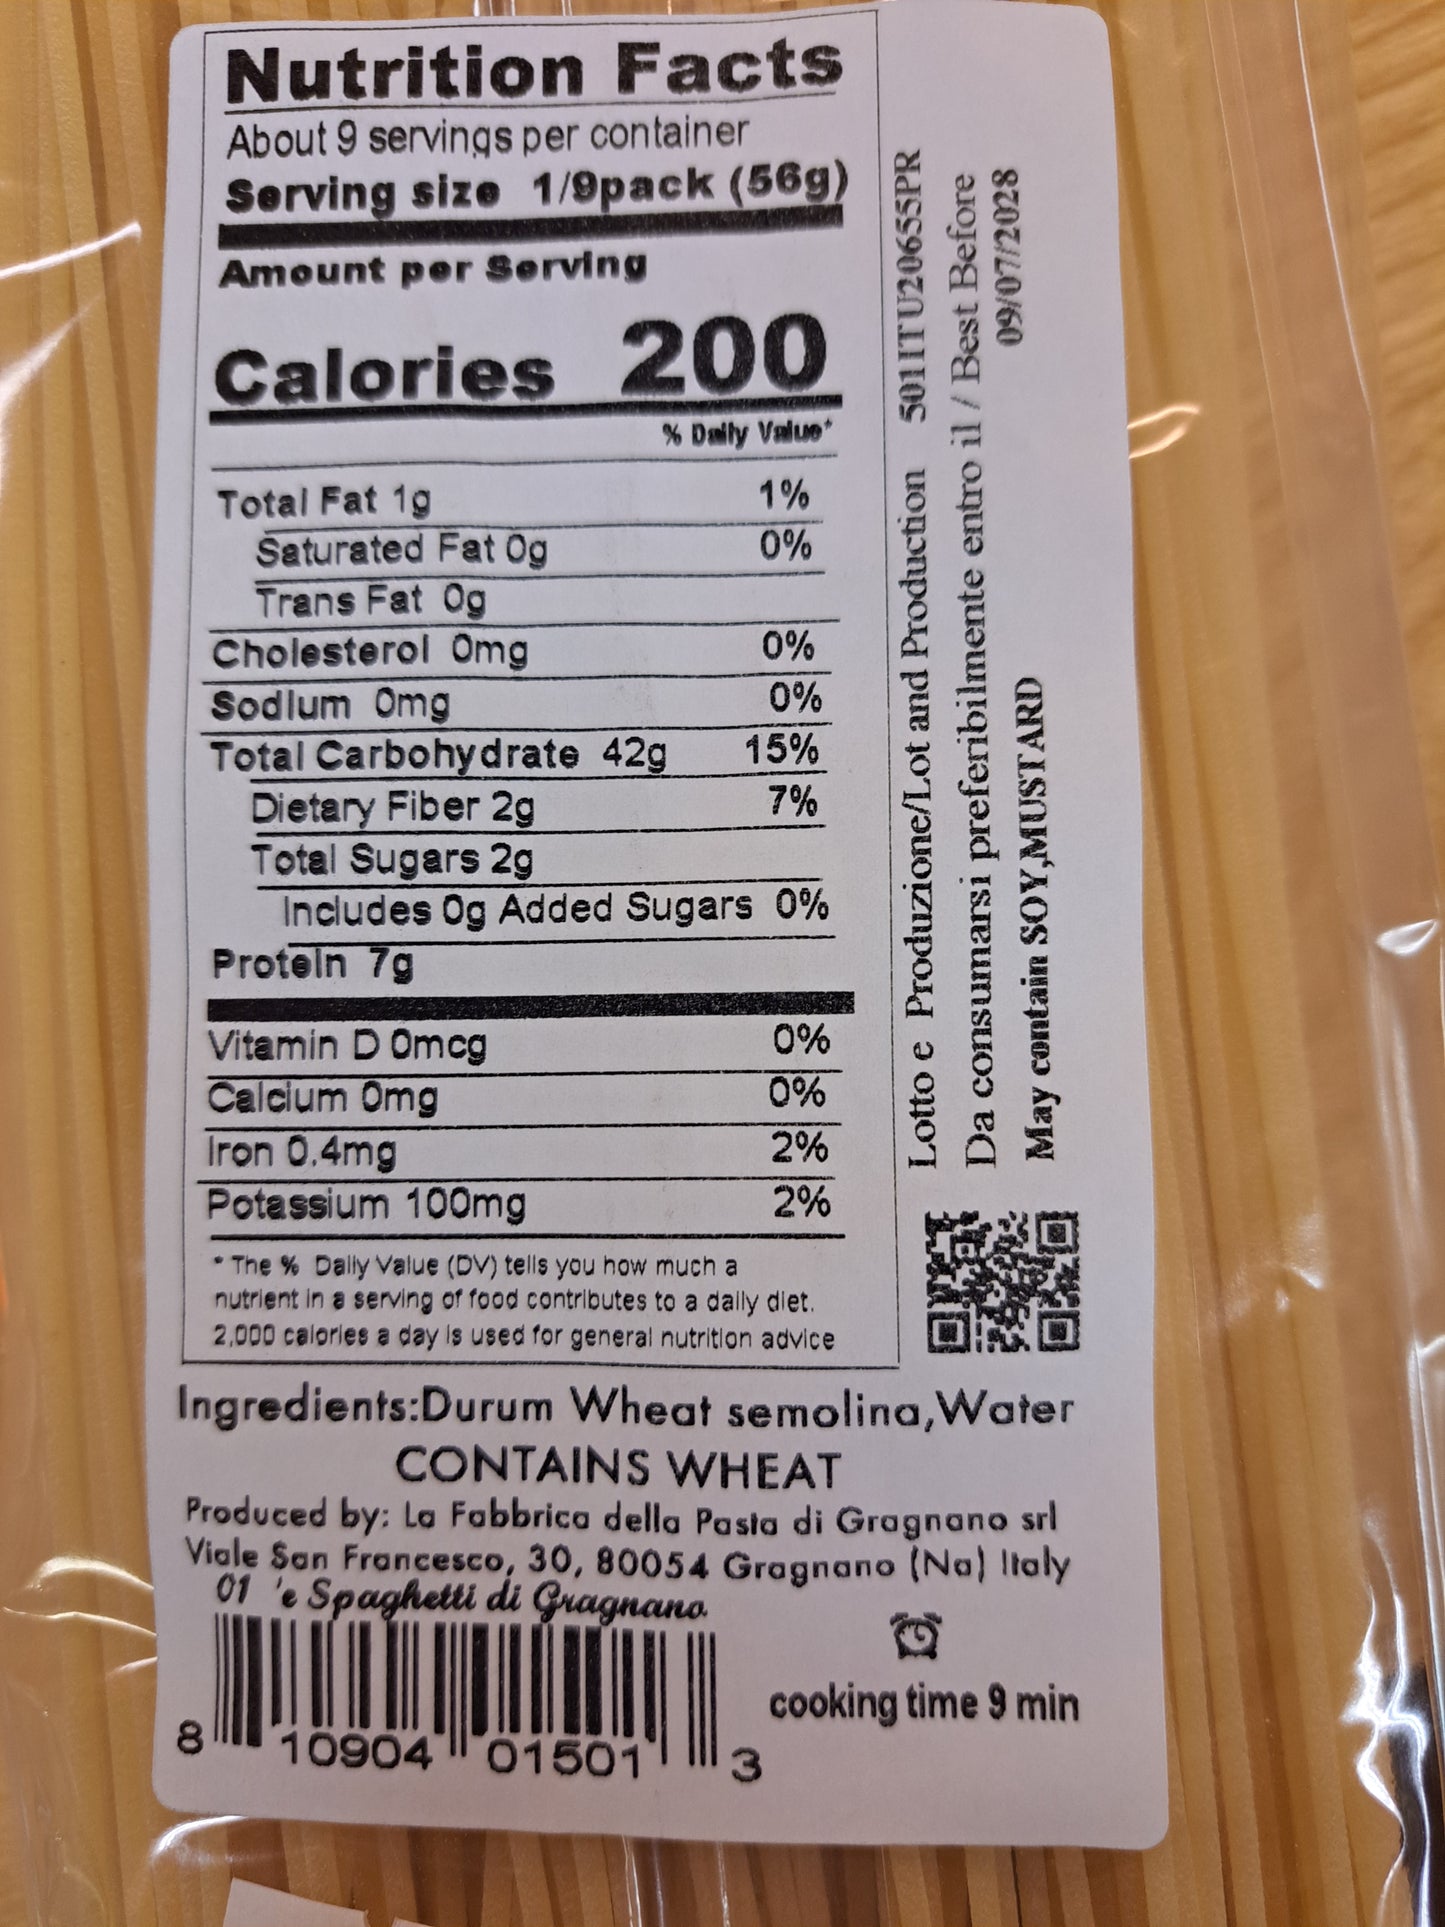 Nutrition Facts
About 9 servings per container
Serving size 1/9pack (56g)
Amount per Serving
Calories 200
% Daily Value*
Total Fat 1g 1%
Saturated Fat 0g 0%
Trans Fat 0g
Cholesterol 0mg 0%
Sodium 0mg 0%
Total Carbohydrate 42g 15%
Dietary Fiber 2g 7%
Total Sugars 2g
Includes 0g Added Sugars 0%
Protein 7g
Vitamin D 0mcg 0%
Calcium 0mg 0%
Iron 0.4mg 2%
Potassium 100mg 2%
* The % Daily Value (DV) tells you how much a
nutrient in a serving of food contributes to a daily diet.
2,000 calories a day is used for general nutrition advice
Lotto e Produzione/Lot and Production 501ITU20655PR
Da consumarsi preferibilmente entro il / Best Before
09/07/2028
May contain SOY,MUSTARD
Ingredients:Durum Wheat semolina,Water
CONTAINS WHEAT
Produced by: La Fabbrica della Pasta di Gragnano srl
Viale San Francesco, 30, 80054 Gragnano (Na) Italy
01 'e Spaghetti di Gragnano
8 10904 01501 3
cooking time 9 min